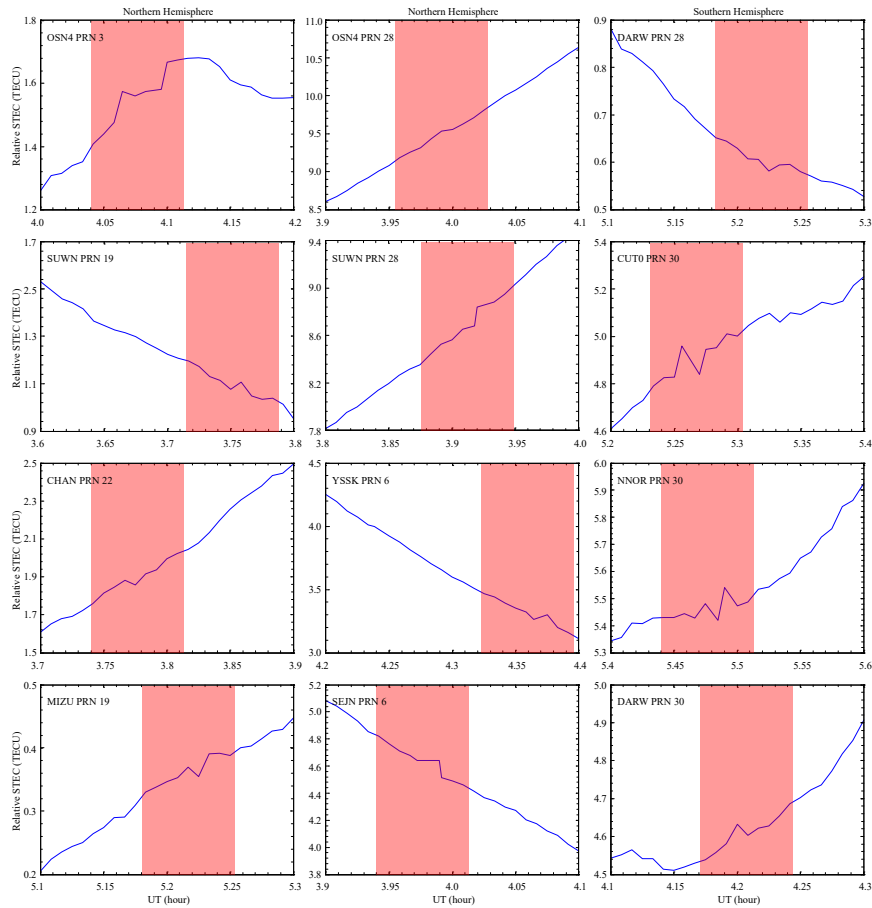 Northern Hemisphere Northern Hemisphere Southern Hemisphere
Relative STEC (TECU)
1.8
1.6
1.4
1.2
OSN4 PRN 3
4.0 4.05 4.1 4.15 4.2
11.0
10.5
10.0
9.5
9.0
8.5
OSN4 PRN 28
3.9 3.95 4.0 4.05 4.1
0.9
0.8
0.7
0.6
0.5
DARW PRN 28
5.1 5.15 5.2 5.25 5.3
Relative STEC (TECU)
1.7
2.5
1.3
1.1
0.9
SUWN PRN 19
3.6 3.65 3.7 3.75 3.8
9.4
9.0
8.6
8.2
7.8
SUWN PRN 28
3.8 3.85 3.9 3.95 4.0
5.4
5.2
5.0
4.8
4.6
CUT0 PRN 30
5.2 5.25 5.3 5.35 5.4
Relative STEC (TECU)
2.5
2.3
2.1
1.9
1.7
1.5
CHAN PRN 22
3.7 3.75 3.8 3.85 3.9
4.5
4.0
3.5
3.0
YSSK PRN 6
4.2 4.25 4.3 4.35 4.4
6.0
5.9
5.8
5.7
5.6
5.5
5.4
5.3
NNOR PRN 30
5.4 5.45 5.5 5.55 5.6
Relative STEC (TECU)
0.5
0.4
0.3
0.2
MIZU PRN 19
5.1 5.15 5.2 5.25 5.3
UT (hour)
5.2
5.0
4.8
4.6
4.4
4.2
4.0
3.8
SEJN PRN 6
3.9 3.95 4.0 4.05 4.1
UT (hour)
5.0
4.9
4.8
4.7
4.6
4.5
DARW PRN 30
4.1 4.15 4.2 4.25 4.3
UT (hour)